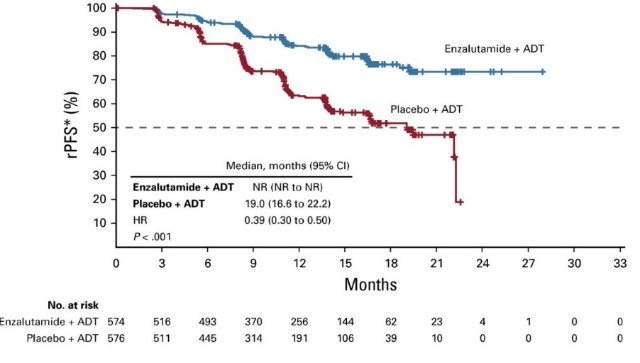 100
90
80
70
60
50
40
30
20
10
rPFS* (%)
Enzalutamide + ADT
Placebo + ADT
Median, months (95% CI)
Enzalutamide + ADT NR (NR to NR)
Placebo + ADT 19.0 (16.6 to 22.2)
HR 0.39 (0.30 to 0.50)
P < .001
0 3 6 9 12 15 18 21 24 27 30 33
Months
No. at risk
Enzalutamide + ADT 574 516 493 370 256 144 62 23 4 1 0 0
Placebo + ADT 576 511 445 314 191 106 39 10 0 0 0 0